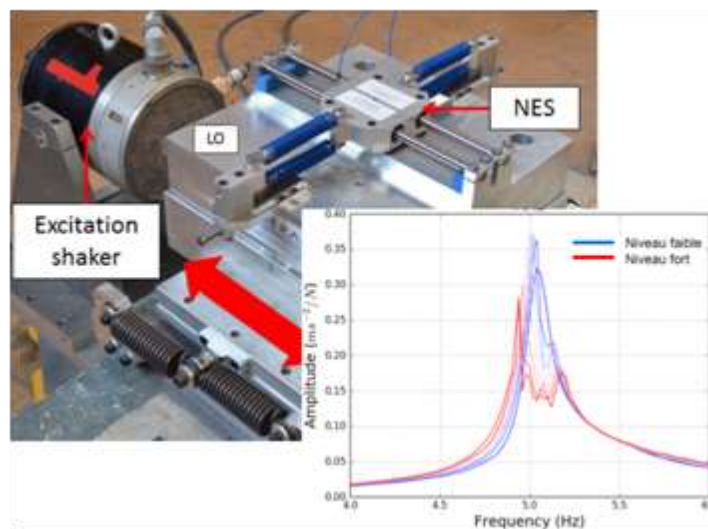 NES
LO
Excitation
shaker
0.40
Niveau faible
Niveau fort
0.35
0.30
0.25
0.20
0.15
0.10
0.05
0.00
Amplitude (ms⁻²/N)
4.0
4.5
5.0
5.5
Frequency (Hz)